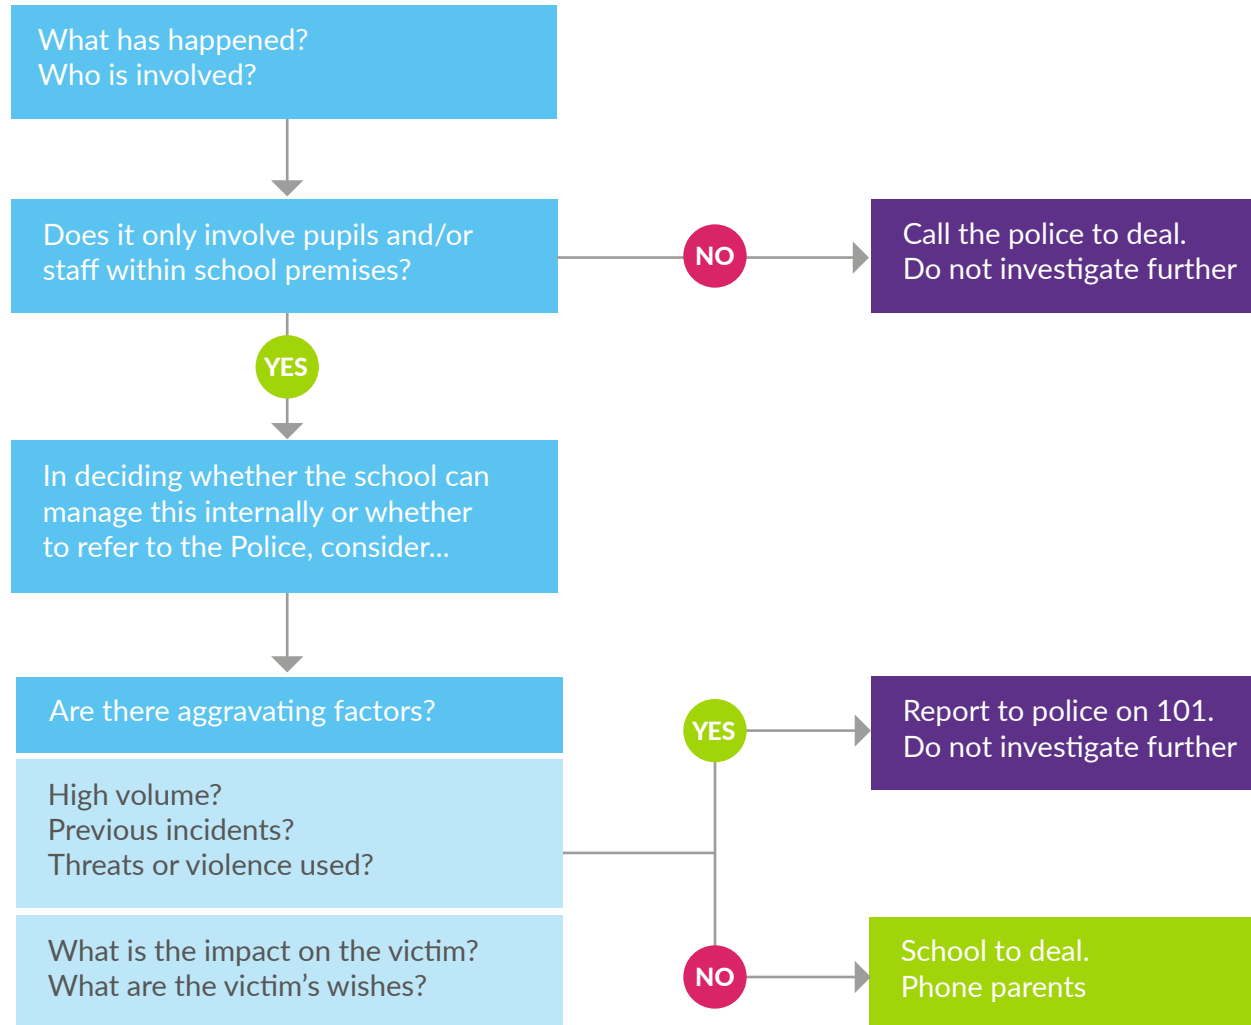 What has happened?
Who is involved?
Does it only involve pupils and/or
staff within school premises?
NO
Call the police to deal.
Do not investigate further
YES
In deciding whether the school can
manage this internally or whether
to refer to the Police, consider...
Are there aggravating factors?
High volume?
Previous incidents?
Threats or violence used?
What is the impact on the victim?
What are the victim’s wishes?
YES
Report to police on 101.
Do not investigate further
NO
School to deal.
Phone parents